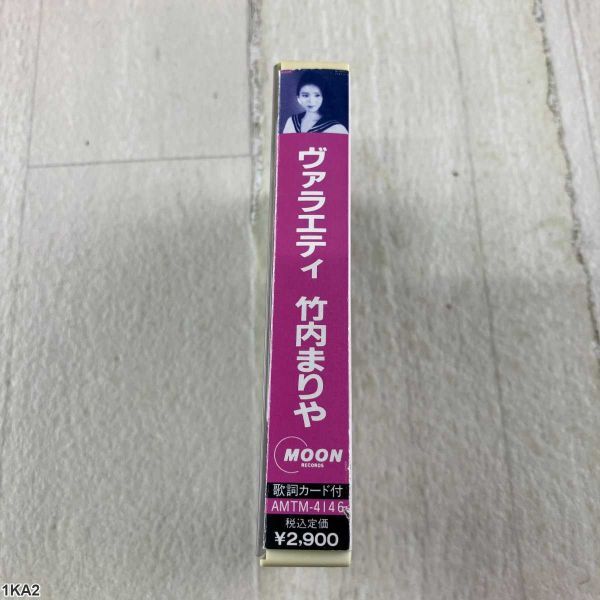 ヴァラエティ 竹内まりや
MOON
RECORDS
歌詞カード付
AMTM-4146
税込定価
¥2,900
1KA2